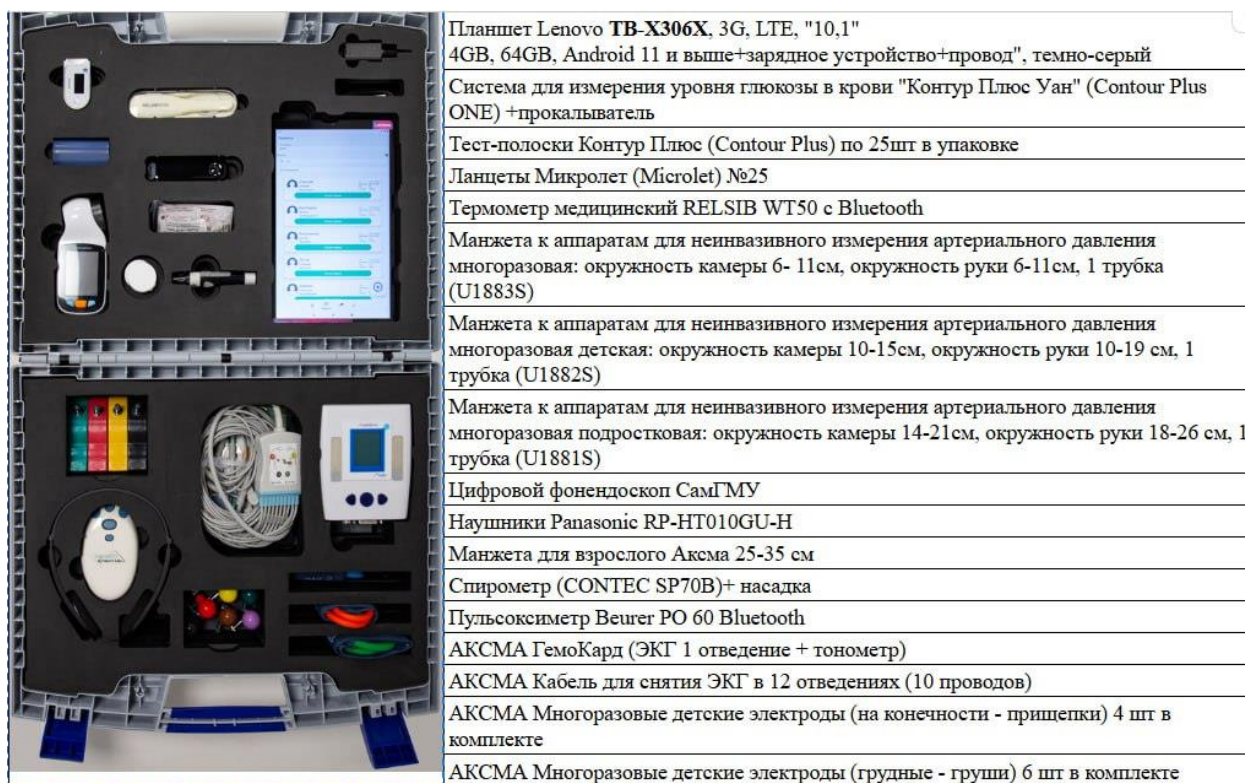 Планшет Lenovo TB-X306X, 3G, LTE, "10,1"
4GB, 64GB, Android 11 и выше+зарядное устройство+провод", темно-серый
Система для измерения уровня глюкозы в крови "Контур Плюс Уан" (Contour Plus
ONE) +прокалыватель
Тест-полоски Контур Плюс (Contour Plus) по 25шт в упаковке
Ланцеты Микролет (Microlet) №25
Термометр медицинский RELSIB WT50 с Bluetooth
Манжета к аппаратам для неинвазивного измерения артериального давления
многоразовая: окружность камеры 6- 11см, окружность руки 6-11см, 1 трубка
(U1883S)
Манжета к аппаратам для неинвазивного измерения артериального давления
многоразовая детская: окружность камеры 10-15см, окружность руки 10-19 см, 1
трубка (U1882S)
Манжета к аппаратам для неинвазивного измерения артериального давления
многоразовая подростковая: окружность камеры 14-21см, окружность руки 18-26 см, 1
трубка (U1881S)
Цифровой фонендоскоп СамГМУ
Наушники Panasonic RP-HT010GU-H
Манжета для взрослого Аксма 25-35 см
Спирометр (CONTEC SP70B)+ насадка
Пульсоксиметр Beurer PO 60 Bluetooth
АКСМА ГемоКард (ЭКГ 1 отведение + тонометр)
АКСМА Кабель для снятия ЭКГ в 12 отведениях (10 проводов)
АКСМА Многоразовые детские электроды (на конечности - прищепки) 4 шт в
комплекте
АКСМА Многоразовые детские электроды (грудные - груши) 6 шт в комплекте